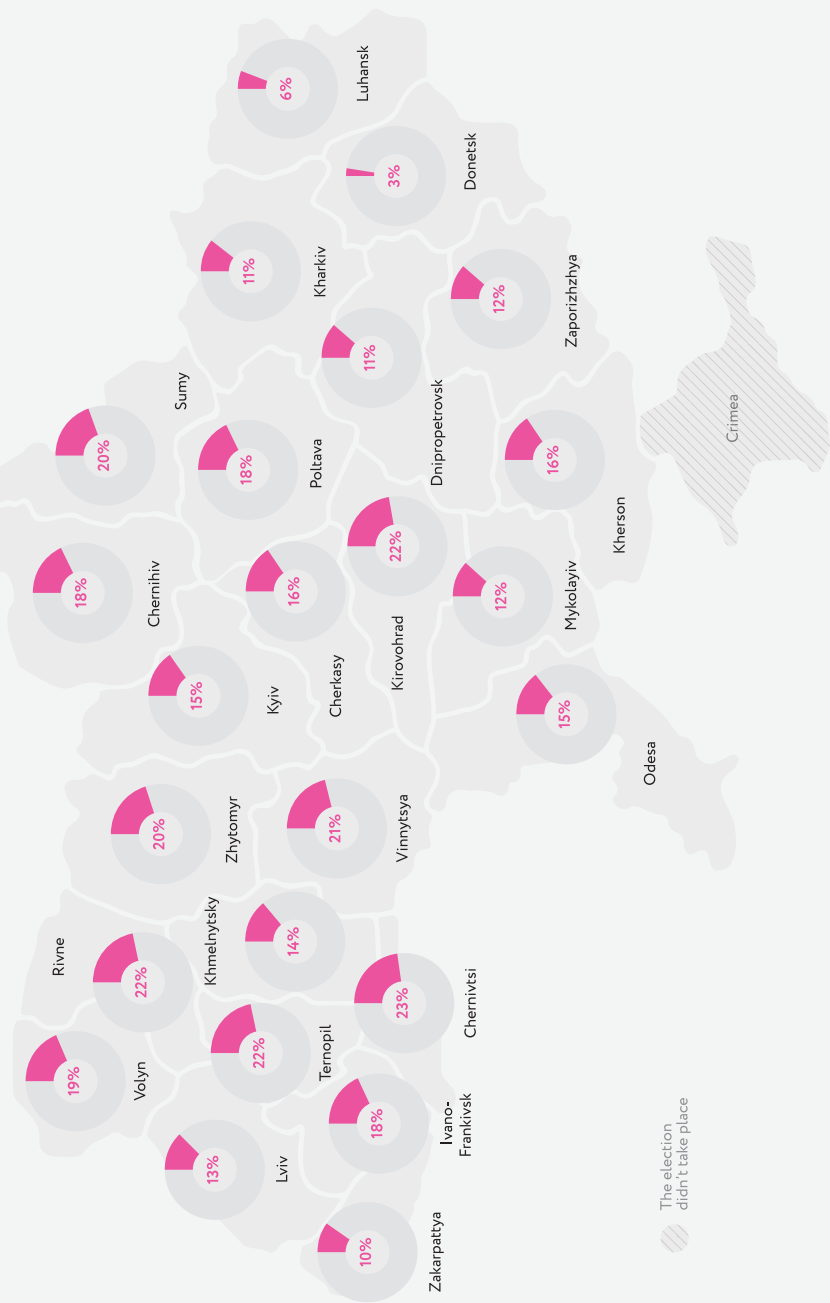 19%
Volyn
22%
Rivne
20%
Zhytomyr
15%
Kyiv
18%
Chernihiv
20%
Sumy
13%
Lviv
22%
Ternopil
14%
Khmelnytsky
21%
Vinnytsya
16%
Cherkasy
18%
Poltava
11%
Kharkiv
6%
Luhansk
10%
Zakarpattya
18%
Ivano-
Frankivsk
23%
Chernivtsi
22%
Kirovohrad
11%
Dnipropetrovsk
3%
Donetsk
15%
Odesa
12%
Mykolayiv
16%
Kherson
12%
Zaporizhzhya
Crimea
The election
didn't take place